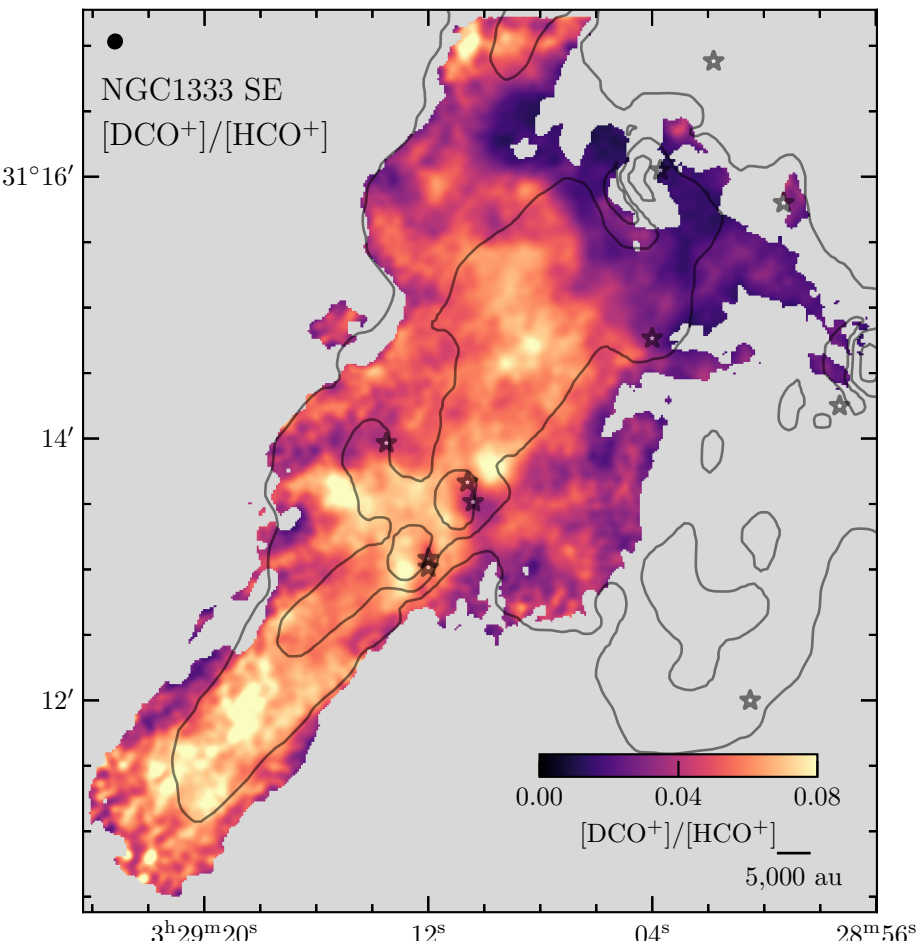 NGC1333 SE
[DCO⁺]/[HCO⁺]
31°16′
14′
12′
0.00 0.04 0.08
[DCO⁺]/[HCO⁺]
5,000 au
3ʰ29ᵐ20ˢ 12ˢ 04ˢ 28ᵐ56ˢ